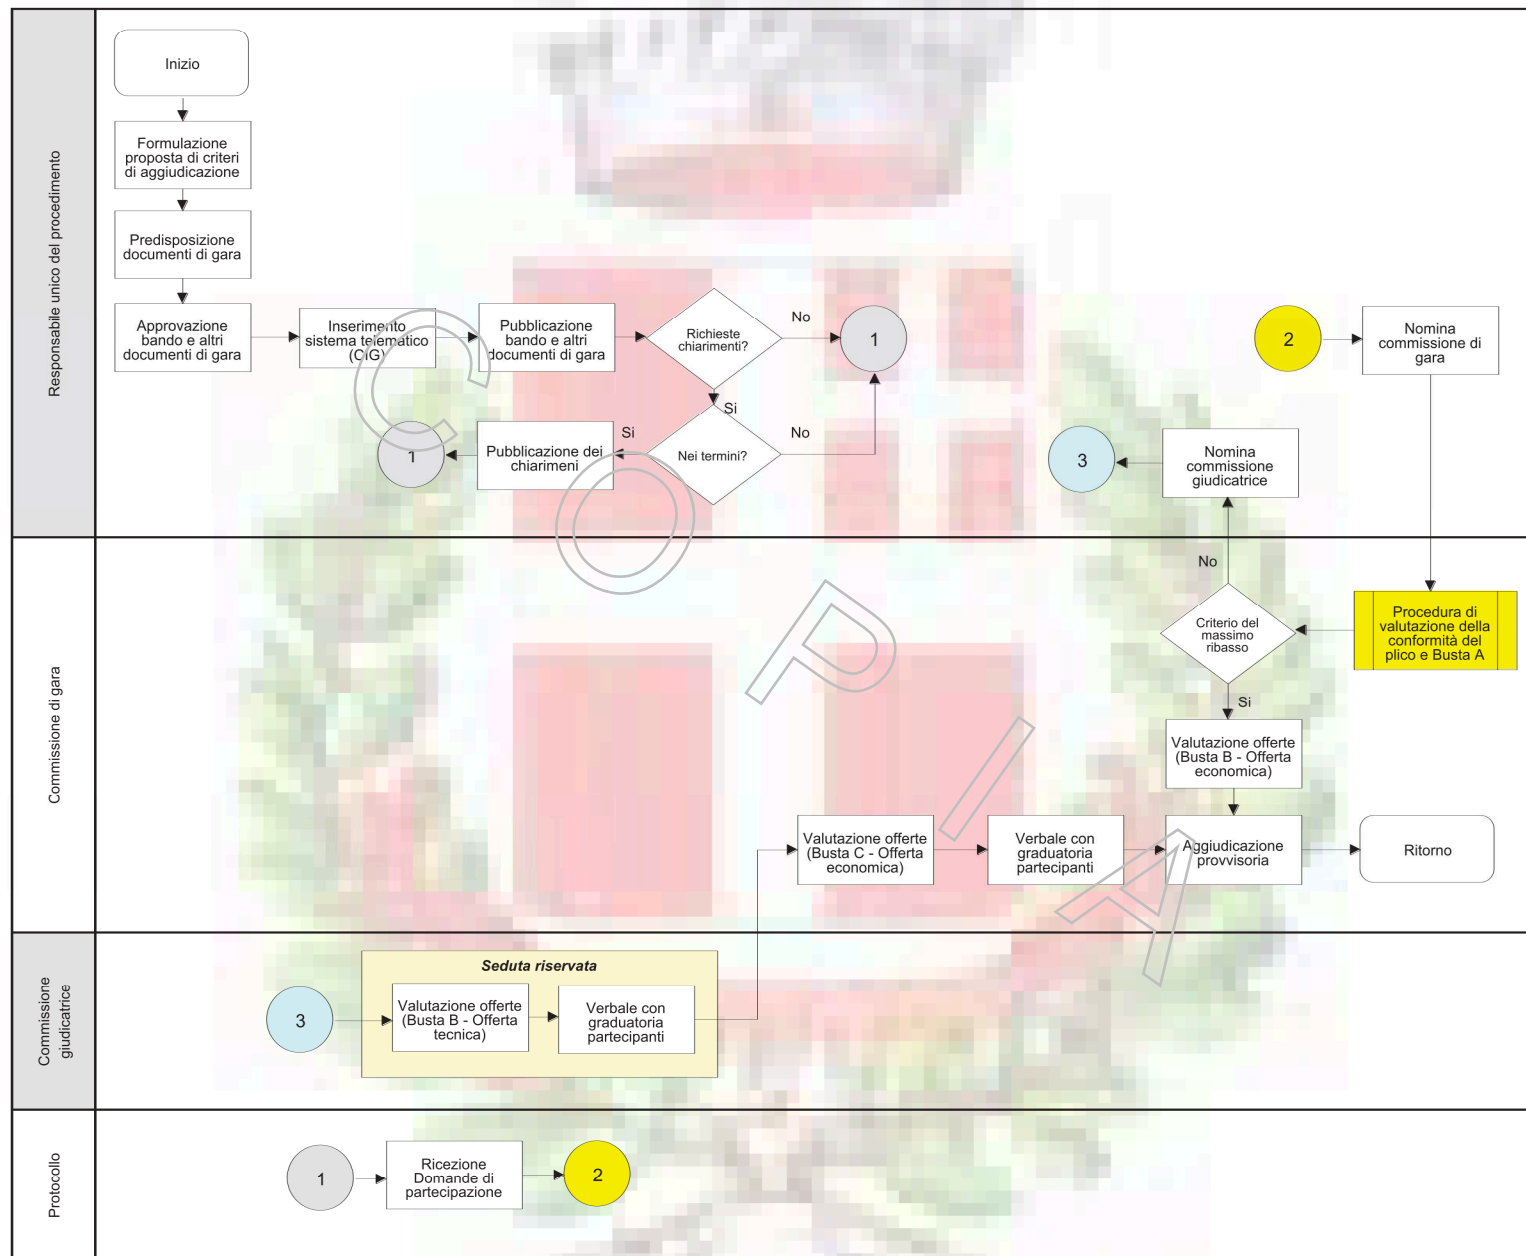 Responsabile unico del procedimento
Inizio
Formulazione
proposta di criteri
di aggiudicazione
Predisposizione
documenti di gara
Approvazione
bando e altri
documenti di gara
Inserimento
sistema telematico
(CIG)
Pubblicazione
bando e altri
documenti di gara
Richieste
chiarimenti?
No
1
Si
Nei termini?
No
Si
Pubblicazione dei
chiarimeni
1
2
Nomina
commissione di
gara
Nomina
commissione
giudicatrice
3
Commissione di gara
No
Criterio del
massimo
ribasso
Procedura di
valutazione della
conformità del
plico e Busta A
Si
Valutazione offerte
(Busta B - Offerta
economica)
Valutazione offerte
(Busta C - Offerta
economica)
Verbale con
graduatoria
partecipanti
Aggiudicazione
provvisoria
Ritorno
Commissione
giudicatrice
Seduta riservata
3
Valutazione offerte
(Busta B - Offerta
tecnica)
Verbale con
graduatoria
partecipanti
Protocollo
1
Ricezione
Domande di
partecipazione
2
COPIA